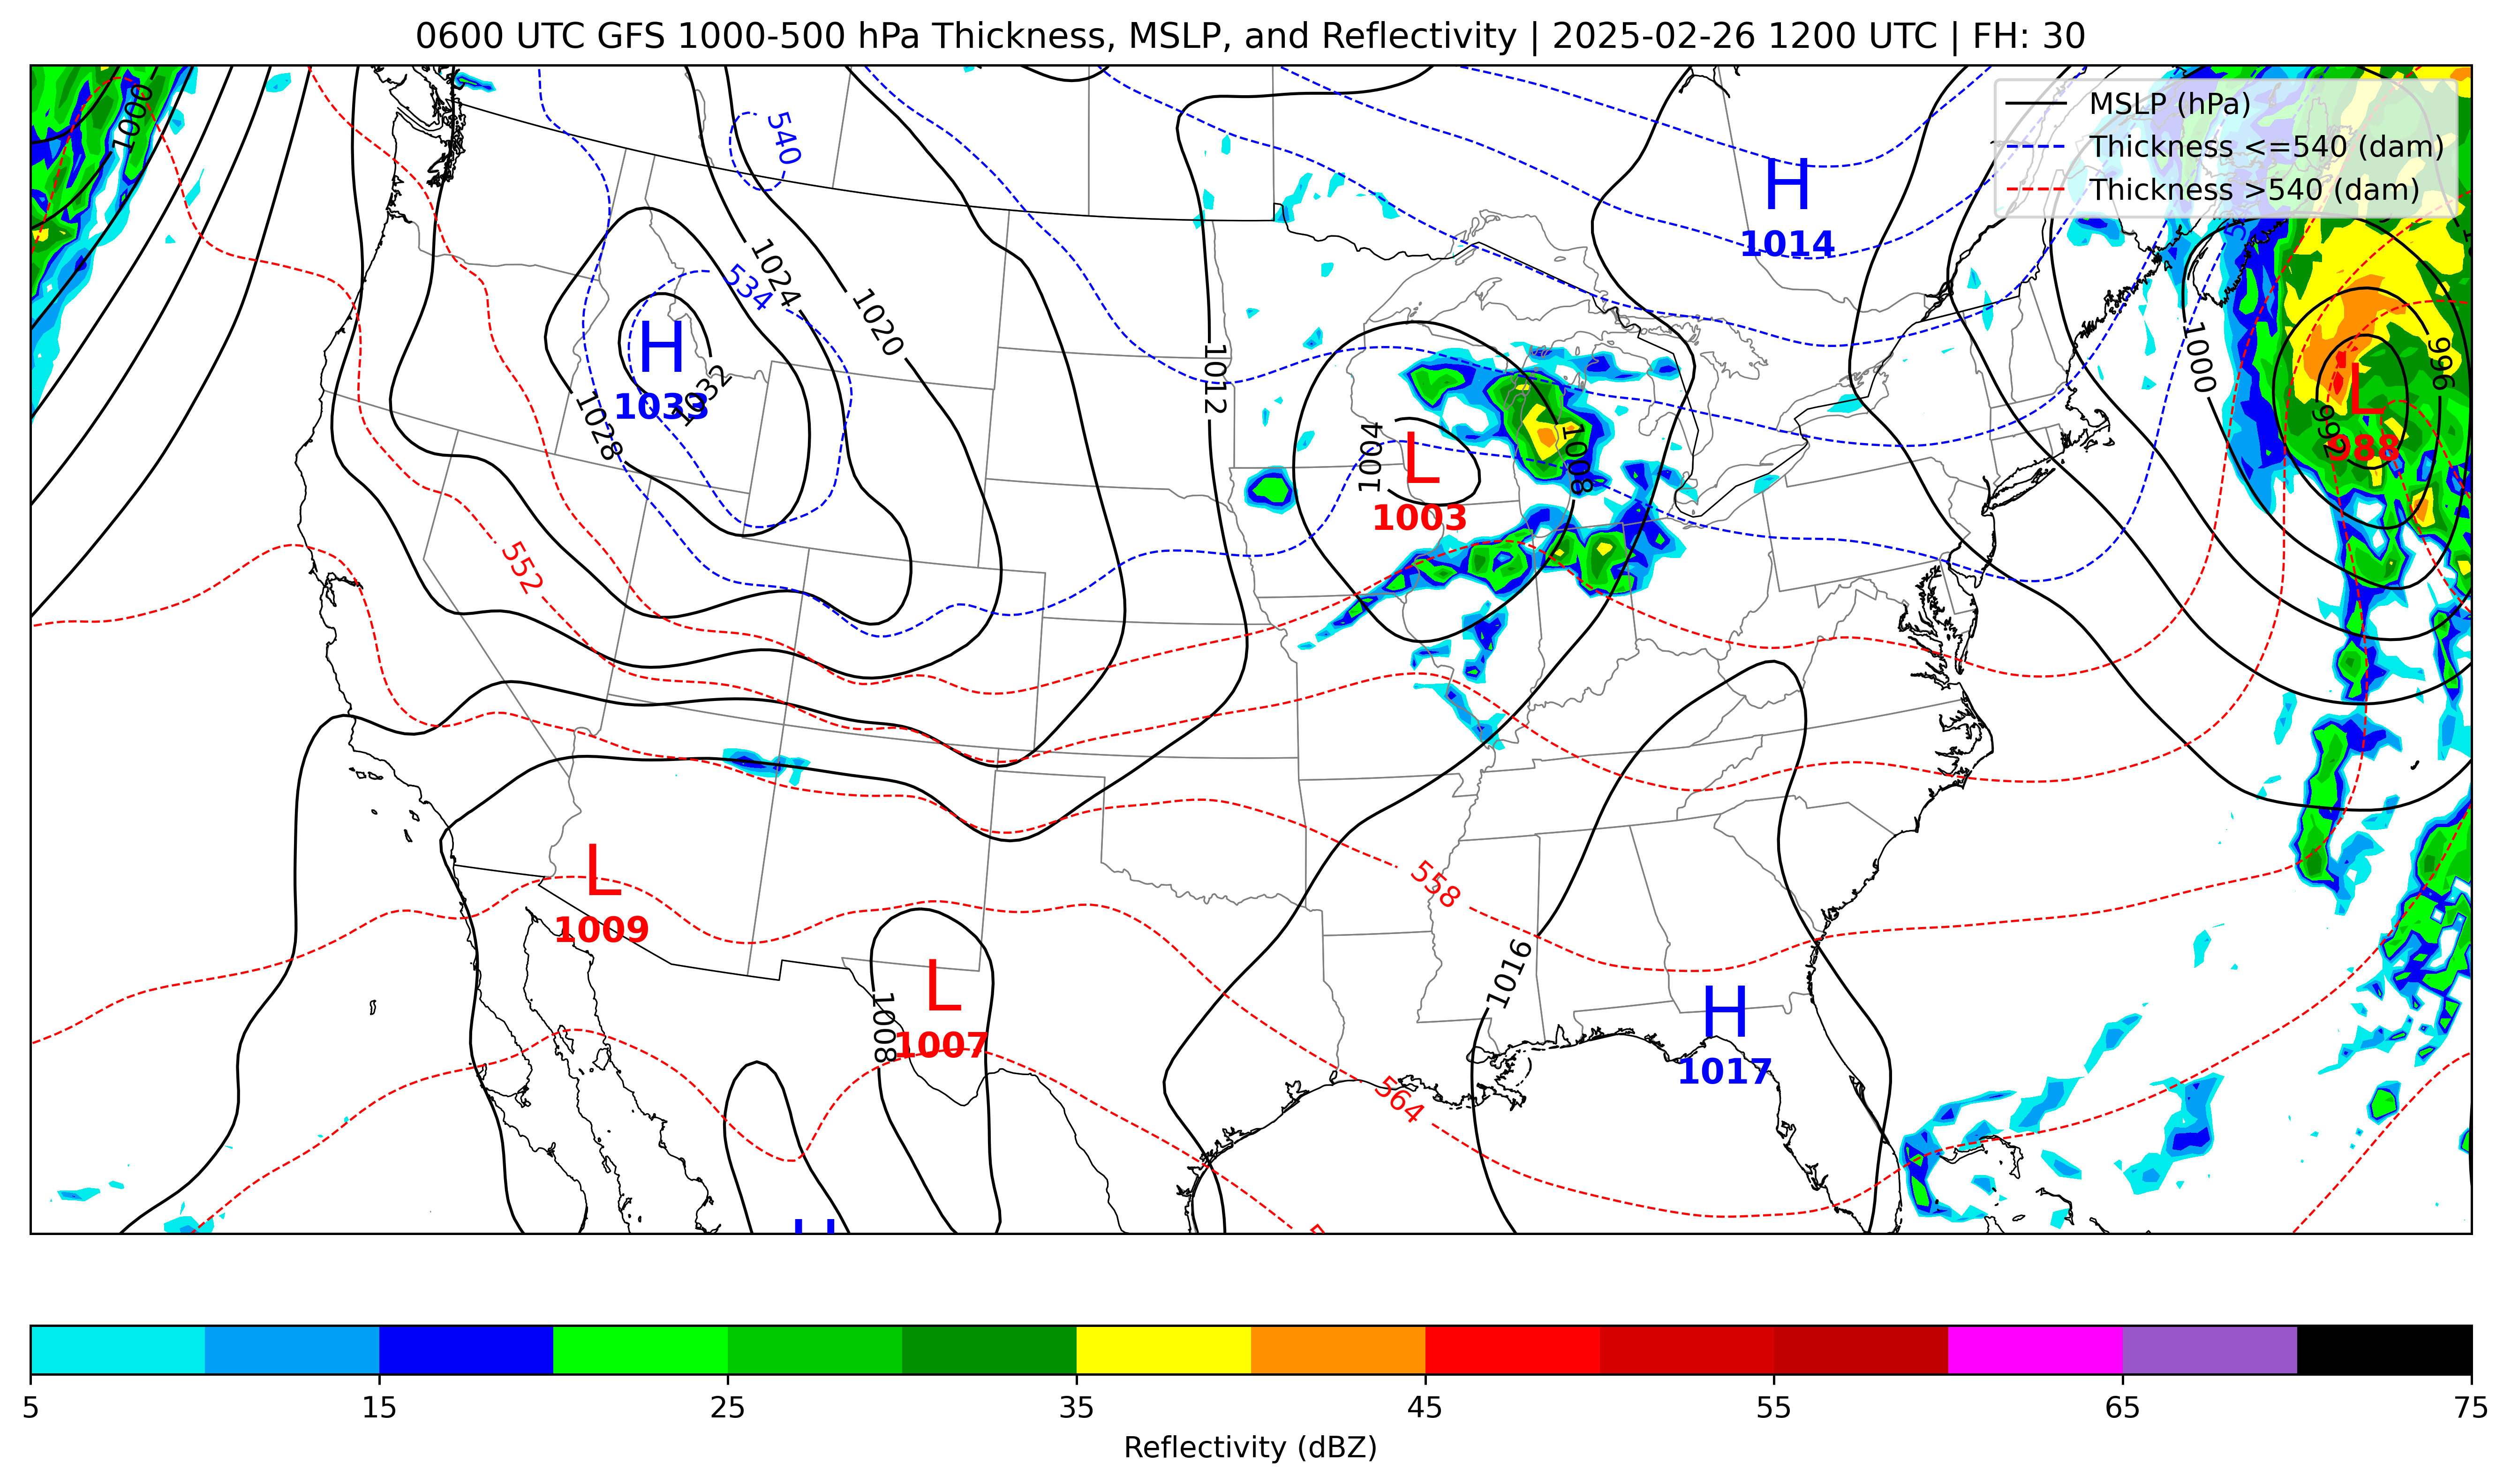 0600 UTC GFS 1000-500 hPa Thickness, MSLP, and Reflectivity | 2025-02-26 1200 UTC | FH: 30
MSLP (hPa)
Thickness <=540 (dam)
Thickness >540 (dam)
1000
540
H
1014
1024
534
1020
H
1033
1032
1028
1012
1000
996
L
988
992
1004
L
1003
1008
552
L
1009
558
1016
L
1007
1008
H
1017
564
H
5 15 25 35 45 55 65 75
Reflectivity (dBZ)